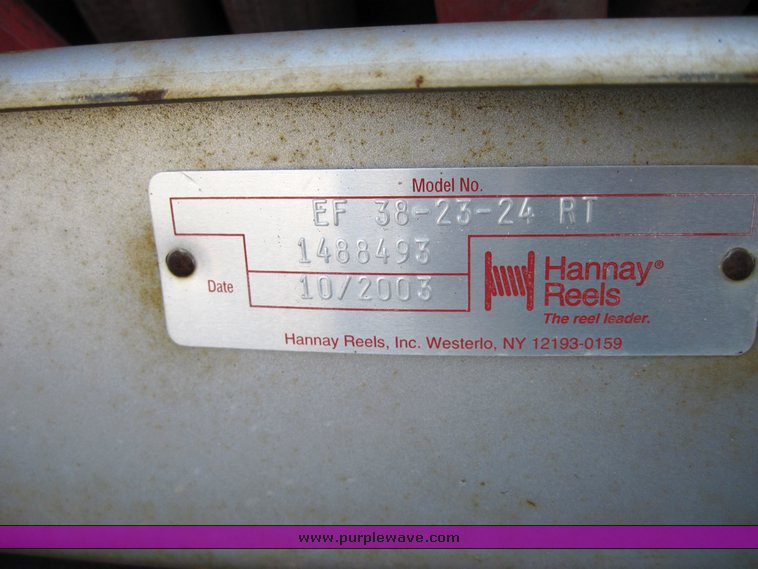 Model No.
EF 38-23-24 RT
1488493
Date 10/2003
Hannay®
Reels
The reel leader.
Hannay Reels, Inc. Westerlo, NY 12193-0159
www.purplewave.com